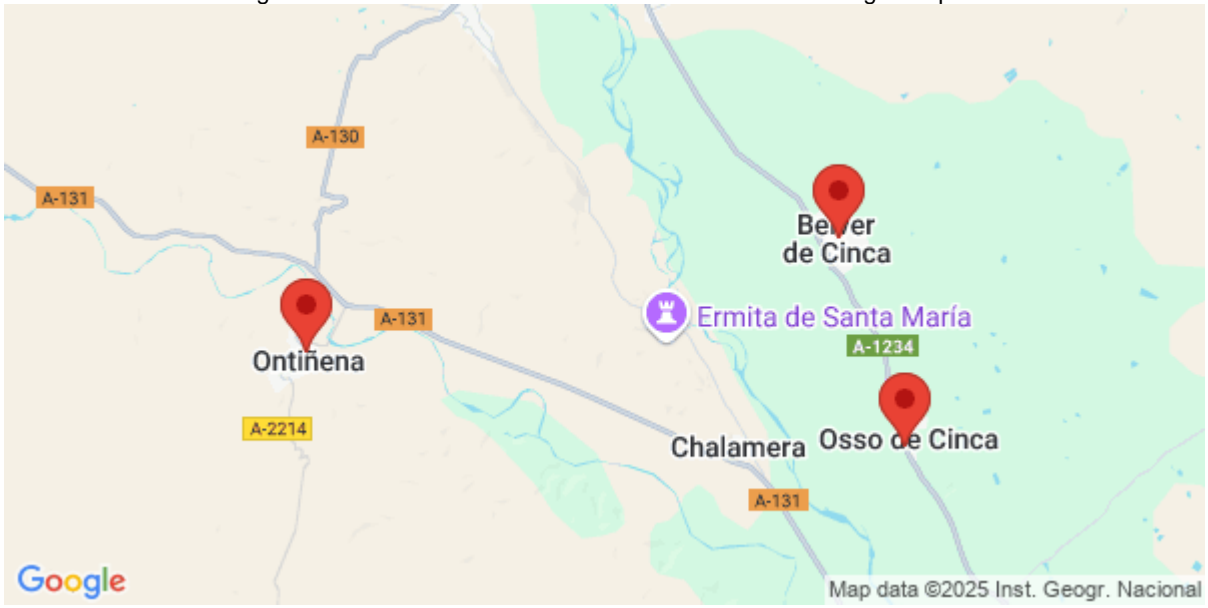 A-130
A-131
Belver
de Cinca
Ermita de Santa María
A-131
A-1234
Ontiñena
A-2214
Chalamera
Osso de Cinca
A-131
Google
Map data ©2025 Inst. Geogr. Nacional